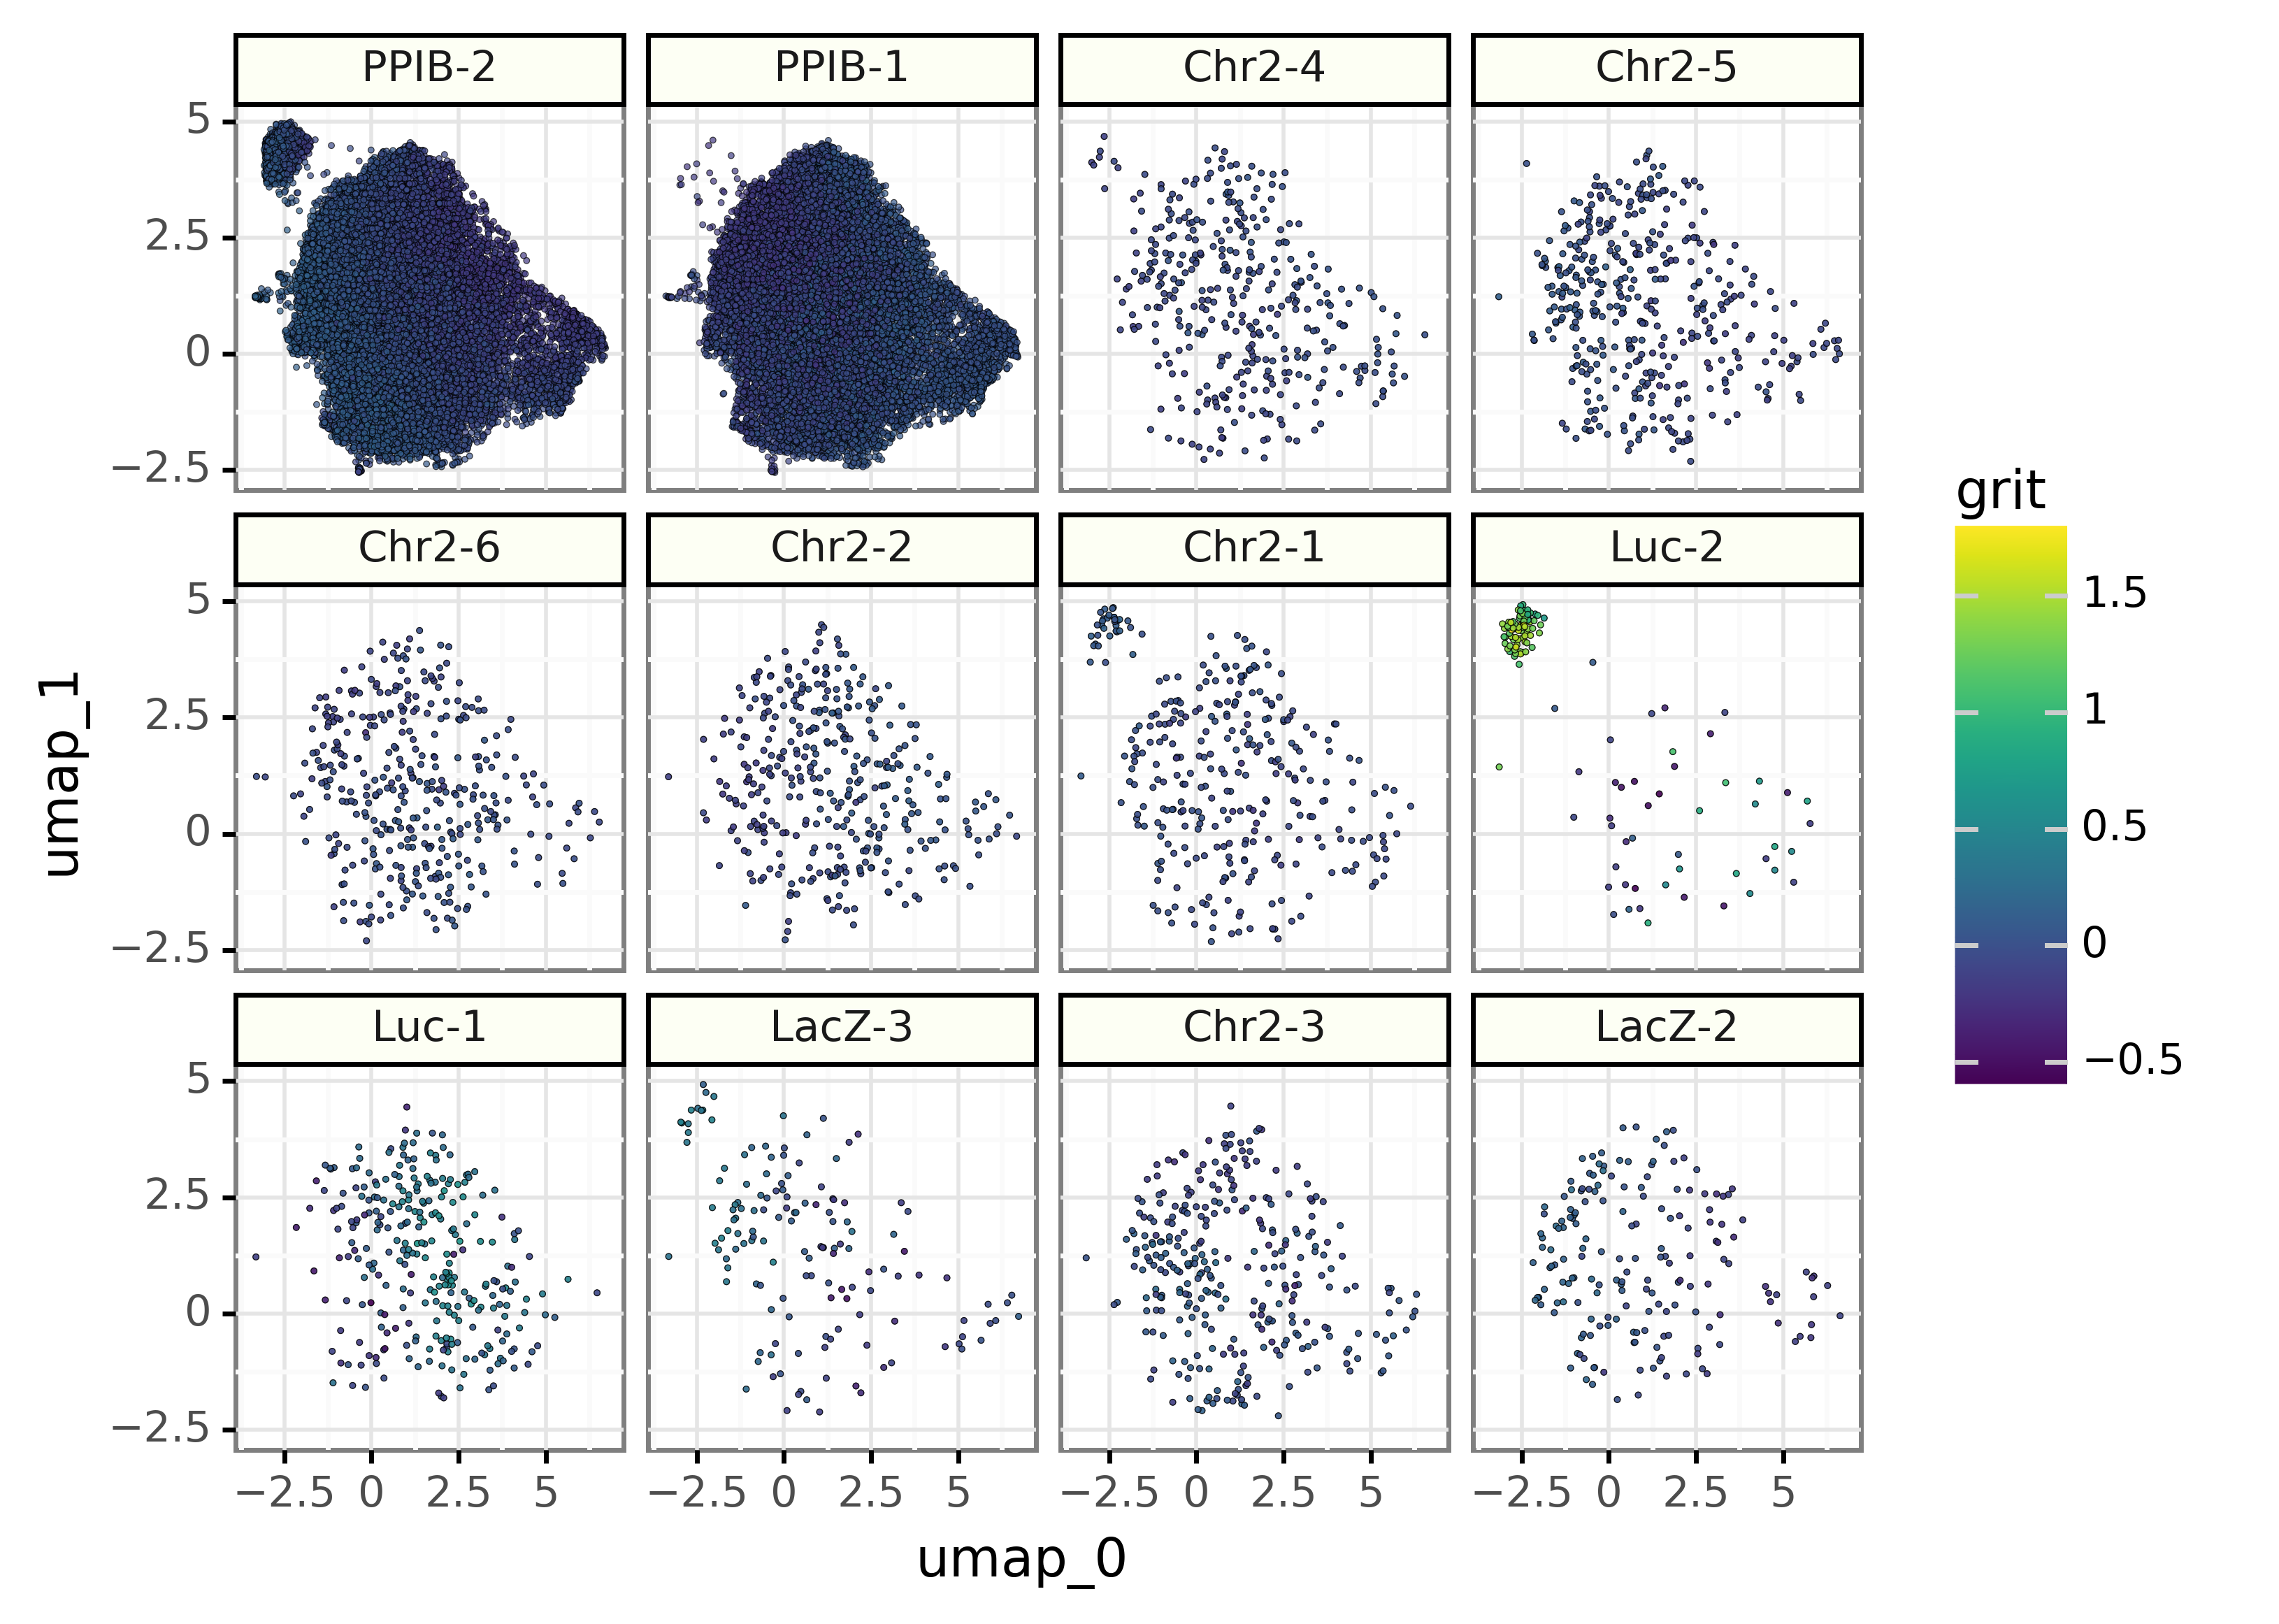 PPIB-2 PPIB-1 Chr2-4 Chr2-5
5
2.5
0
−2.5
Chr2-6 Chr2-2 Chr2-1 Luc-2
5
2.5
0
−2.5
Luc-1 LacZ-3 Chr2-3 LacZ-2
5
2.5
0
−2.5
−2.5 0 2.5 5 −2.5 0 2.5 5 −2.5 0 2.5 5 −2.5 0 2.5 5
umap_0
umap_1
grit
1.5
1
0.5
0
−0.5